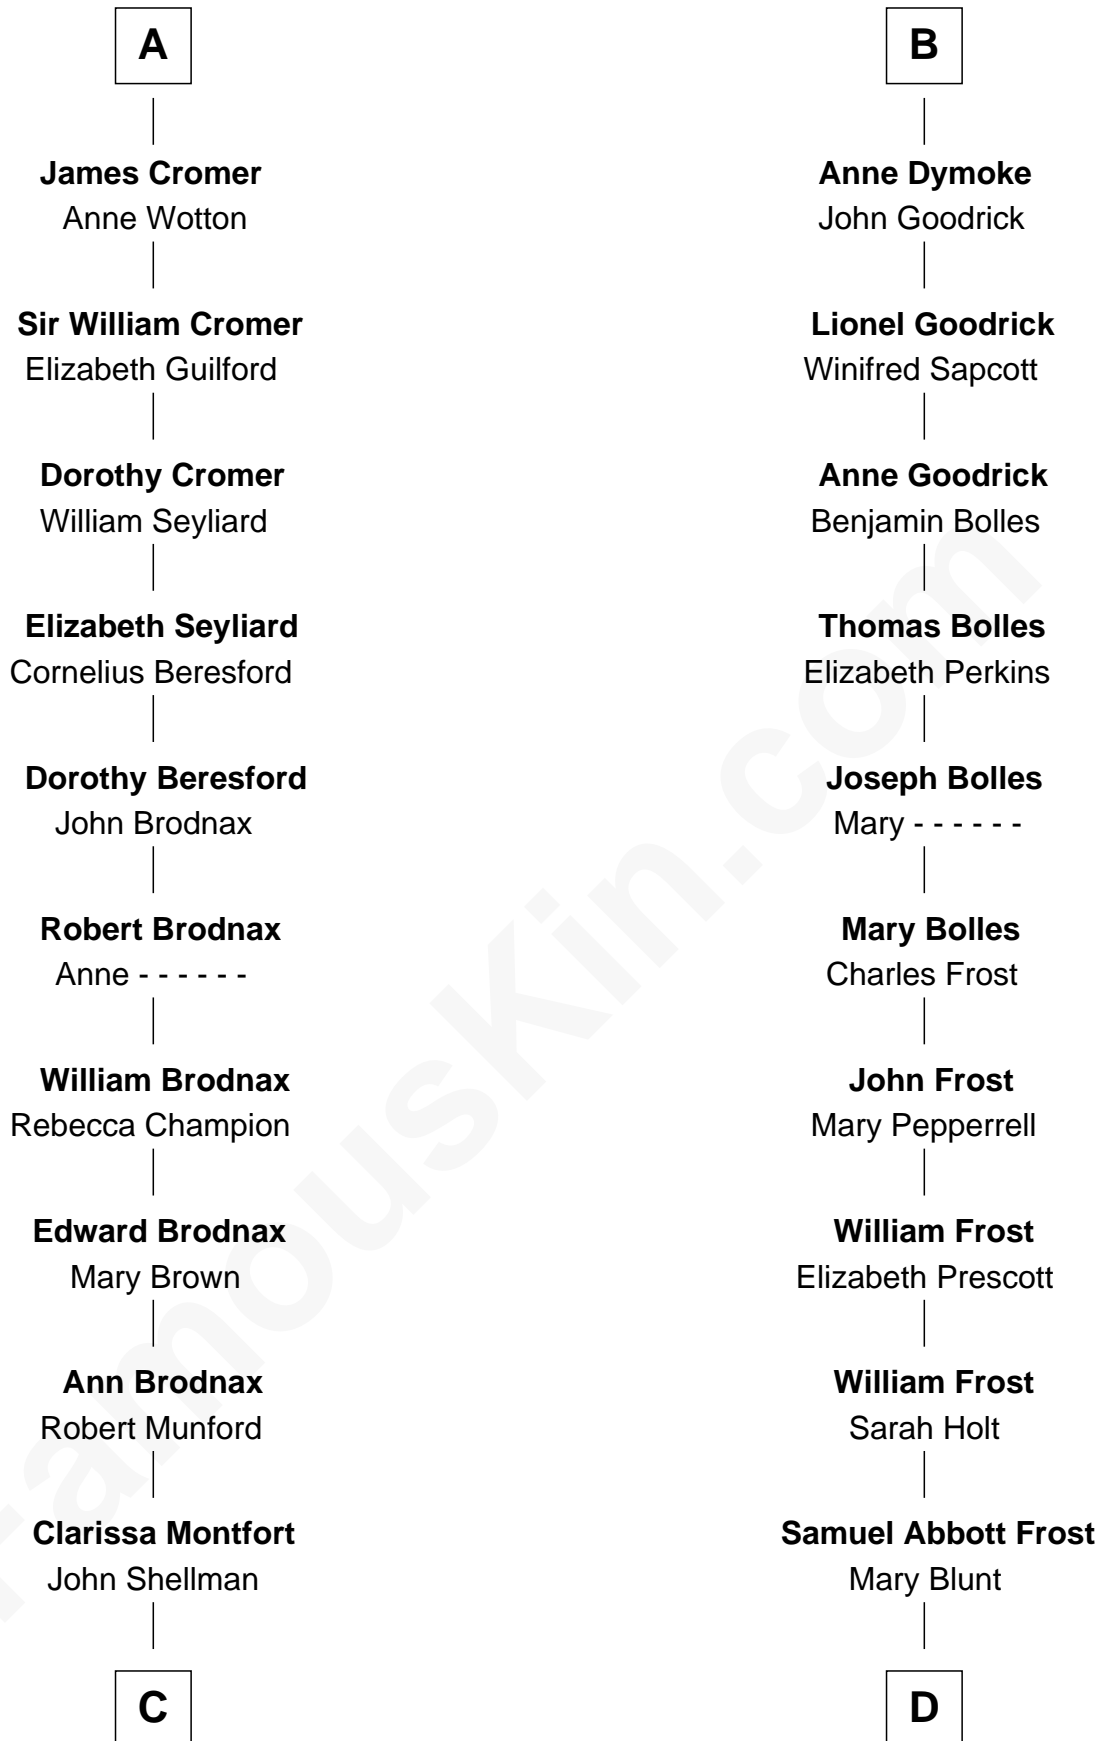 A
James Cromer
Anne Wotton
Sir William Cromer
Elizabeth Guilford
Dorothy Cromer
William Seyliard
Elizabeth Seyliard
Cornelius Beresford
Dorothy Beresford
John Brodnax
Robert Brodnax
Anne - - - - - -
William Brodnax
Rebecca Champion
Edward Brodnax
Mary Brown
Ann Brodnax
Robert Munford
Clarissa Montfort
John Shellman
C
B
Anne Dymoke
John Goodrick
Lionel Goodrick
Winifred Sapcott
Anne Goodrick
Benjamin Bolles
Thomas Bolles
Elizabeth Perkins
Joseph Bolles
Mary - - - - - -
Mary Bolles
Charles Frost
John Frost
Mary Pepperrell
William Frost
Elizabeth Prescott
William Frost
Sarah Holt
Samuel Abbott Frost
Mary Blunt
D
FamousKin.com